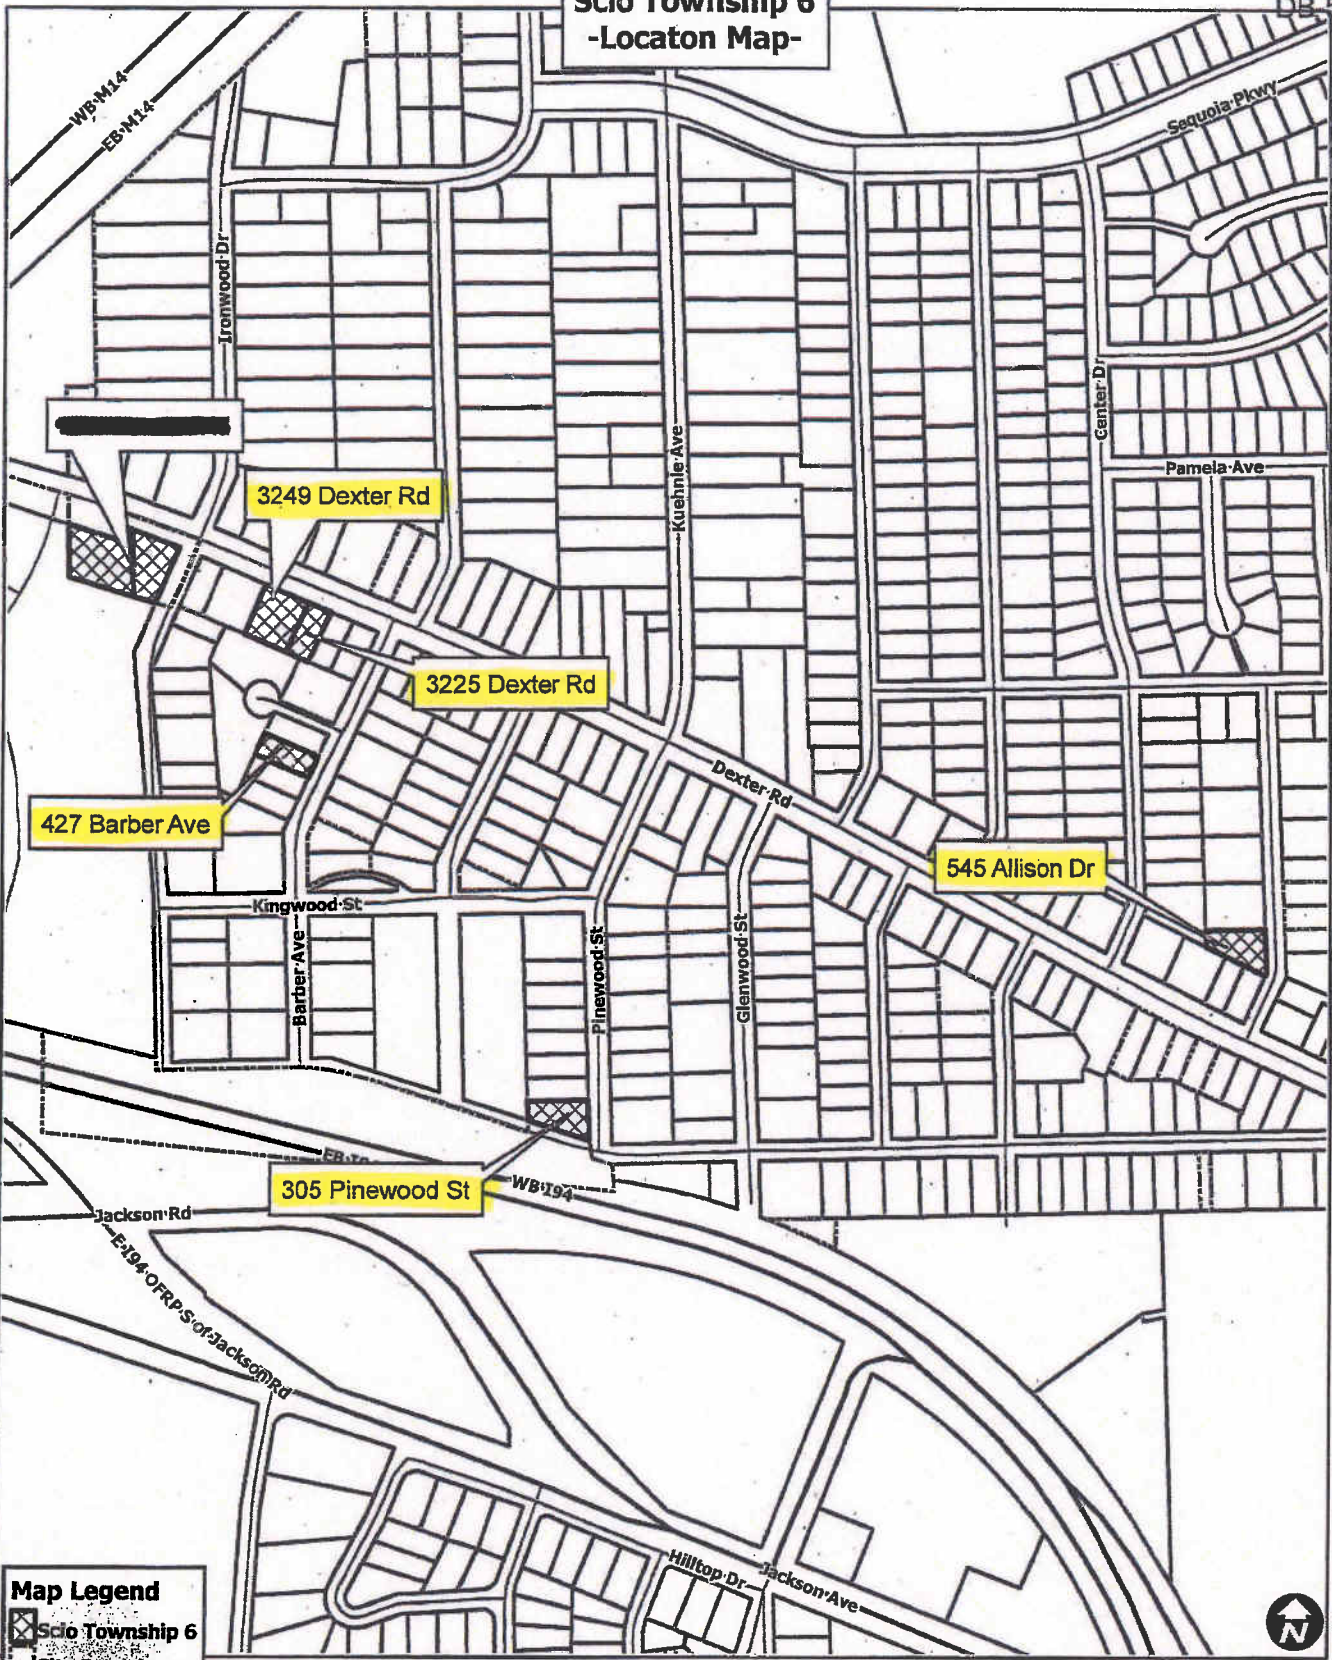 Scio Township 6
-Locaton Map-
DB
WB M14
EB M14
Sequoia Pkwy
Ironwood Dr
Kuehnle Ave
Center Dr
Pamela Ave
3249 Dexter Rd
3225 Dexter Rd
Dexter Rd
427 Barber Ave
545 Allison Dr
Kingwood St
Barber Ave
Pinewood St
Glenwood St
305 Pinewood St
WB I94
Jackson Rd
E I94 OFRP S of Jackson Rd
Hilltop Dr
Jackson Ave
Map Legend
Scio Township 6
N